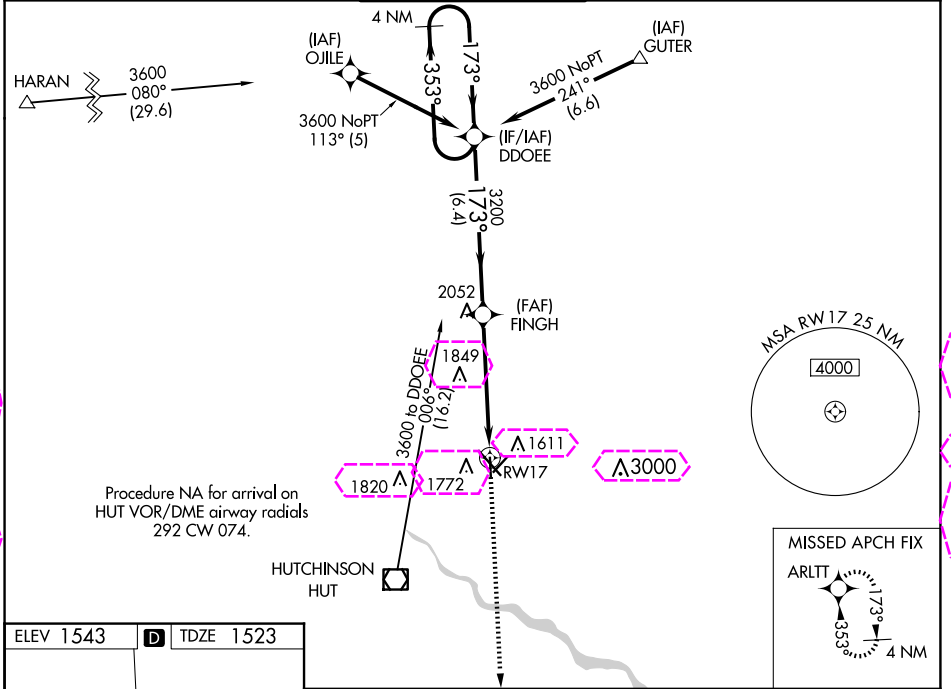 4 NM
(IAF)
OJILE
(IAF)
GUTER
HARAN
3600
080°
(29.6)
353°
173°
3600 NoPT
241°
(6.6)
3600 NoPT
113° (5)
(IF/IAF)
DDOEE
3200
173°
(6.4)
2052
(FAF)
FINGH
1849
3600 to DDOEE
006°
(16.2)
MSA RW17 25 NM
4000
1611
RW17
3000
1820
1772
Procedure NA for arrival on
HUT VOR/DME airway radials
292 CW 074.
HUTCHINSON
HUT
MISSED APCH FIX
ARLTT
173°
353°
4 NM
ELEV 1543 D TDZE 1523